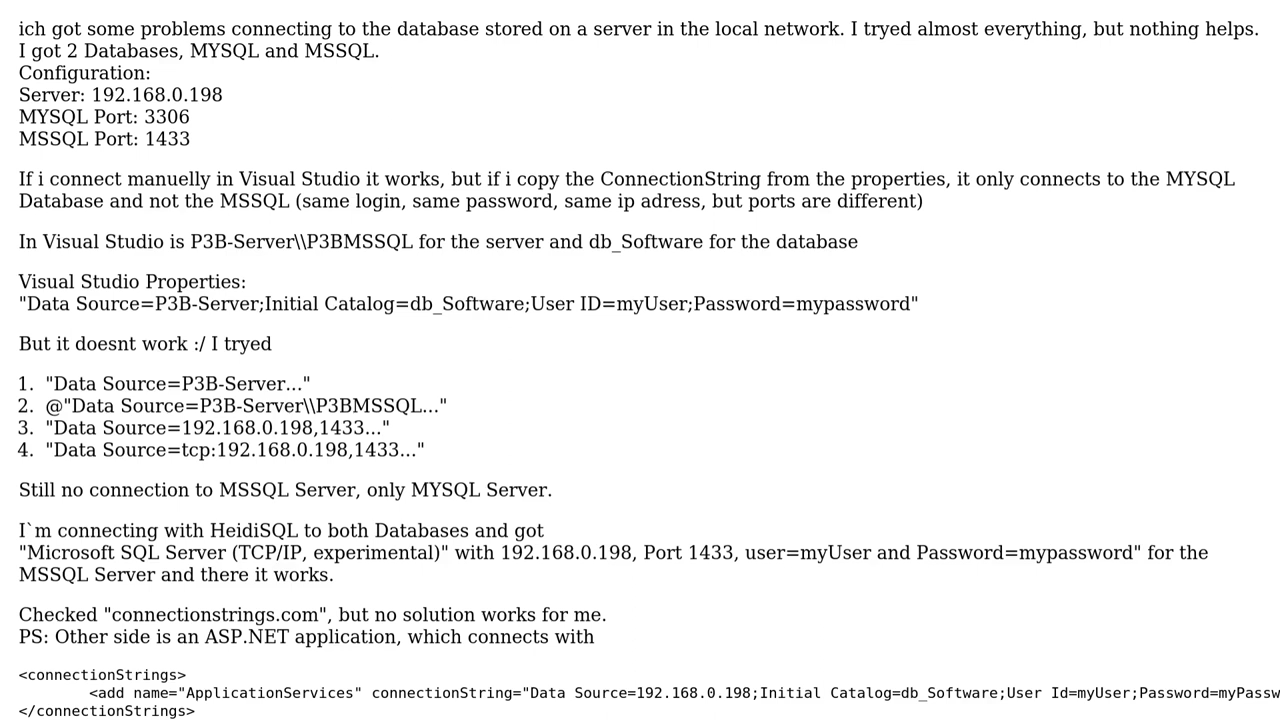 ich got some problems connecting to the database stored on a server in the local network. I tryed almost everything, but nothing helps.
I got 2 Databases, MYSQL and MSSQL.
Configuration:
Server: 192.168.0.198
MYSQL Port: 3306
MSSQL Port: 1433
If i connect manuelly in Visual Studio it works, but if i copy the ConnectionString from the properties, it only connects to the MYSQL
Database and not the MSSQL (same login, same password, same ip adress, but ports are different)
In Visual Studio is P3B-Server\\P3BMSSQL for the server and db_Software for the database
Visual Studio Properties:
"Data Source=P3B-Server;Initial Catalog=db_Software;User ID=myUser;Password=mypassword"
But it doesnt work :/ I tryed
1. "Data Source=P3B-Server..."
2. @"Data Source=P3B-Server\\P3BMSSQL..."
3. "Data Source=192.168.0.198,1433..."
4. "Data Source=tcp:192.168.0.198,1433..."
Still no connection to MSSQL Server, only MYSQL Server.
I`m connecting with HeidiSQL to both Databases and got
"Microsoft SQL Server (TCP/IP, experimental)" with 192.168.0.198, Port 1433, user=myUser and Password=mypassword" for the
MSSQL Server and there it works.
Checked "connectionstrings.com", but no solution works for me.
PS: Other side is an ASP.NET application, which connects with
<connectionStrings>
<add name="ApplicationServices" connectionString="Data Source=192.168.0.198;Initial Catalog=db_Software;User Id=myUser;Password=myPassw
</connectionStrings>